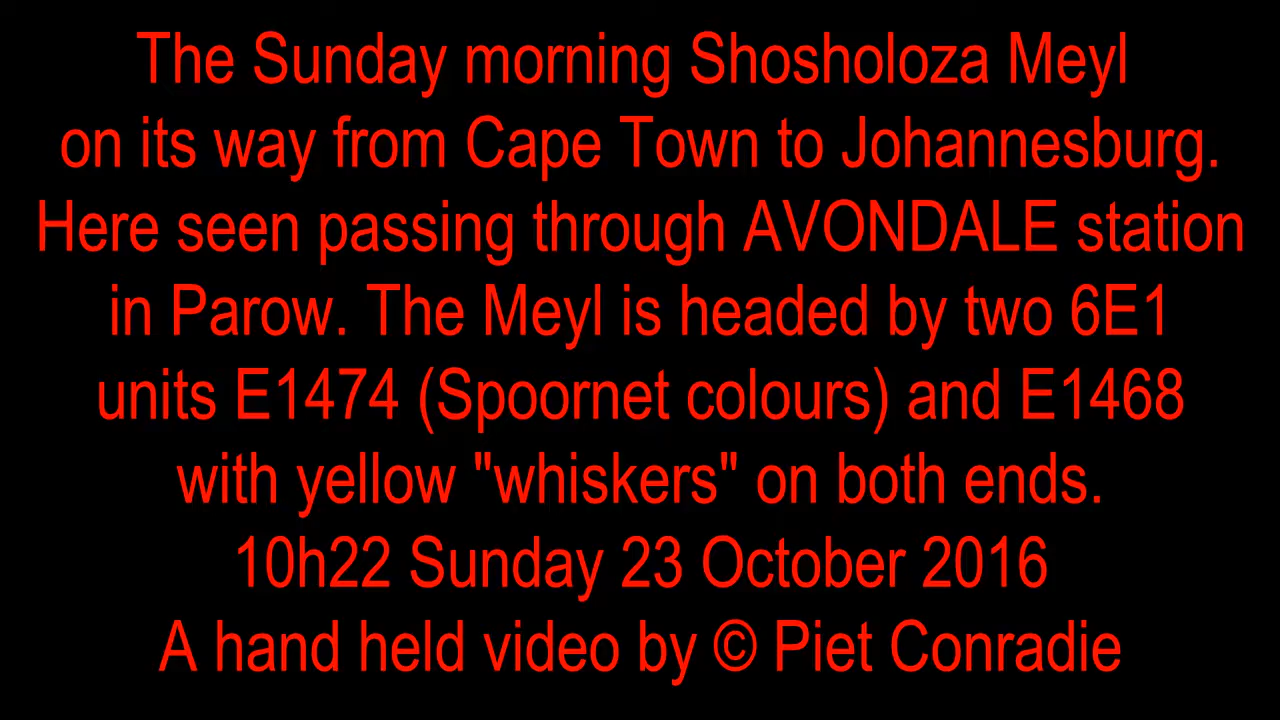 The Sunday morning Shosholoza Meyl
on its way from Cape Town to Johannesburg.
Here seen passing through AVONDALE station
in Parow. The Meyl is headed by two 6E1
units E1474 (Spoornet colours) and E1468
with yellow "whiskers" on both ends.
10h22 Sunday 23 October 2016
A hand held video by © Piet Conradie